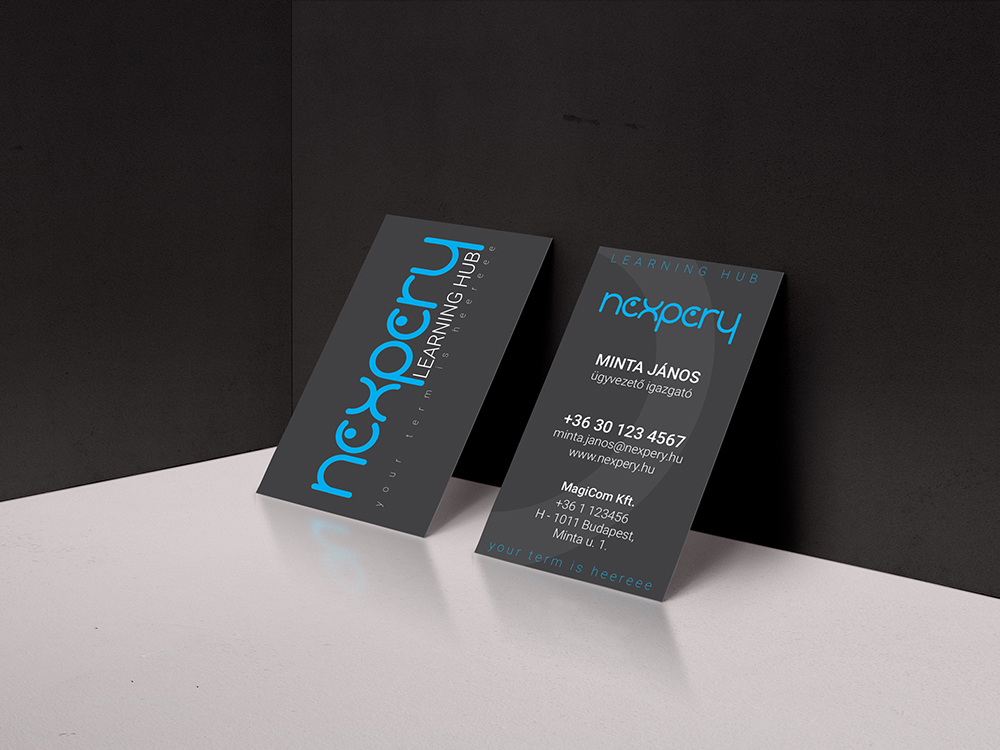 nexpery
LEARNING HUB
your term is heereee
LEARNING HUB
nexpery
MINTA JÁNOS
ügyvezető igazgató
+36 30 123 4567
minta.janos@nexpery.hu
www.nexpery.hu
MagiCom Kft.
+36 1 123456
H - 1011 Budapest,
Minta u. 1.
your term is heereee